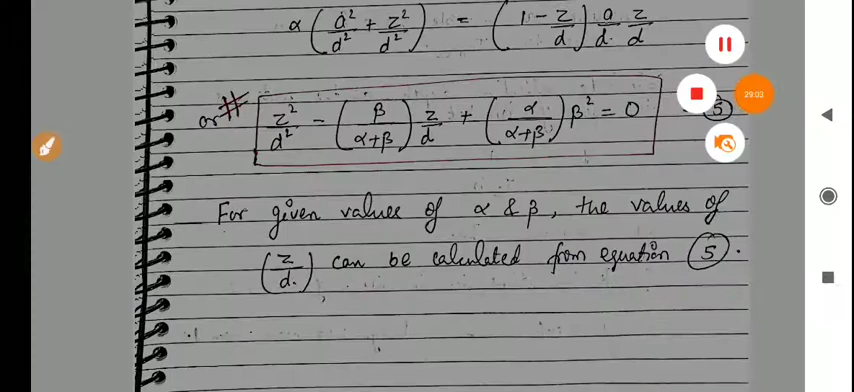 α (a²/d² + z²/d²) = (1 - z/d) a/d. z/d
or # z²/d² - (β/α+β) z/d + (α/α+β) β² = 0 - 5
29:03
For given values of α & β, the values of
(z/d.) can be calculated from equation 5.